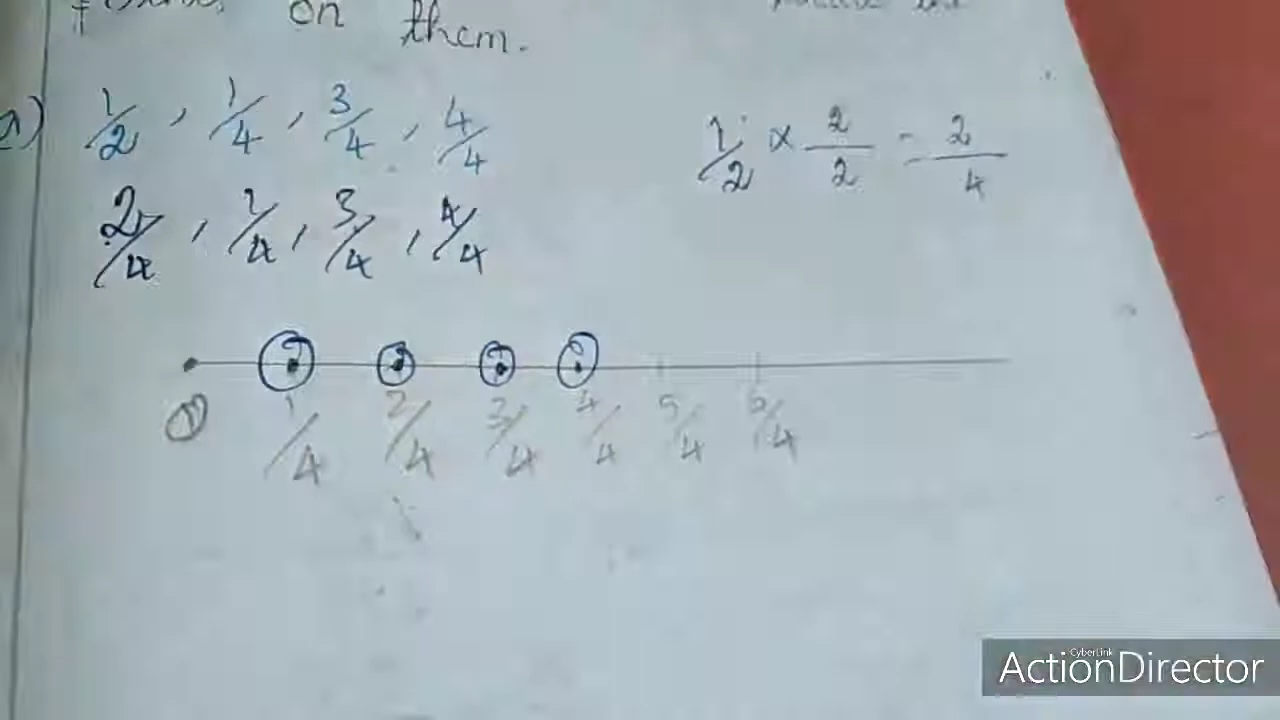 on them.
a) 1/2 , 1/4 , 3/4 , 4/4
1/2 × 2/2 = 2/4
2/4 , 1/4 , 3/4 , 4/4
0 1/4 2/4 3/4 4/4 5/4 6/4
CyberLink
ActionDirector